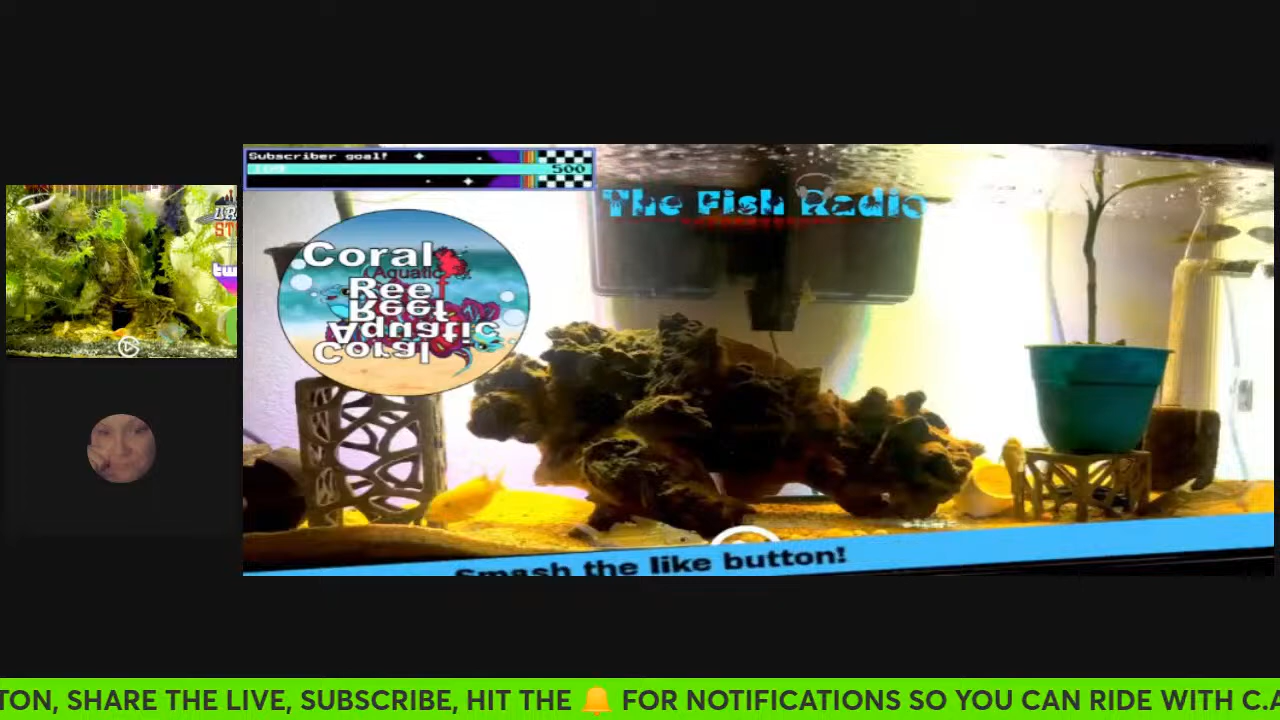 Subscriber goal!
500
The Fish Radio
Coral
Aquatic
Reef
Reef
Aquatic
Coral
Smash the like button!
TON, SHARE THE LIVE, SUBSCRIBE, HIT THE 🔔 FOR NOTIFICATIONS SO YOU CAN RIDE WITH C.A